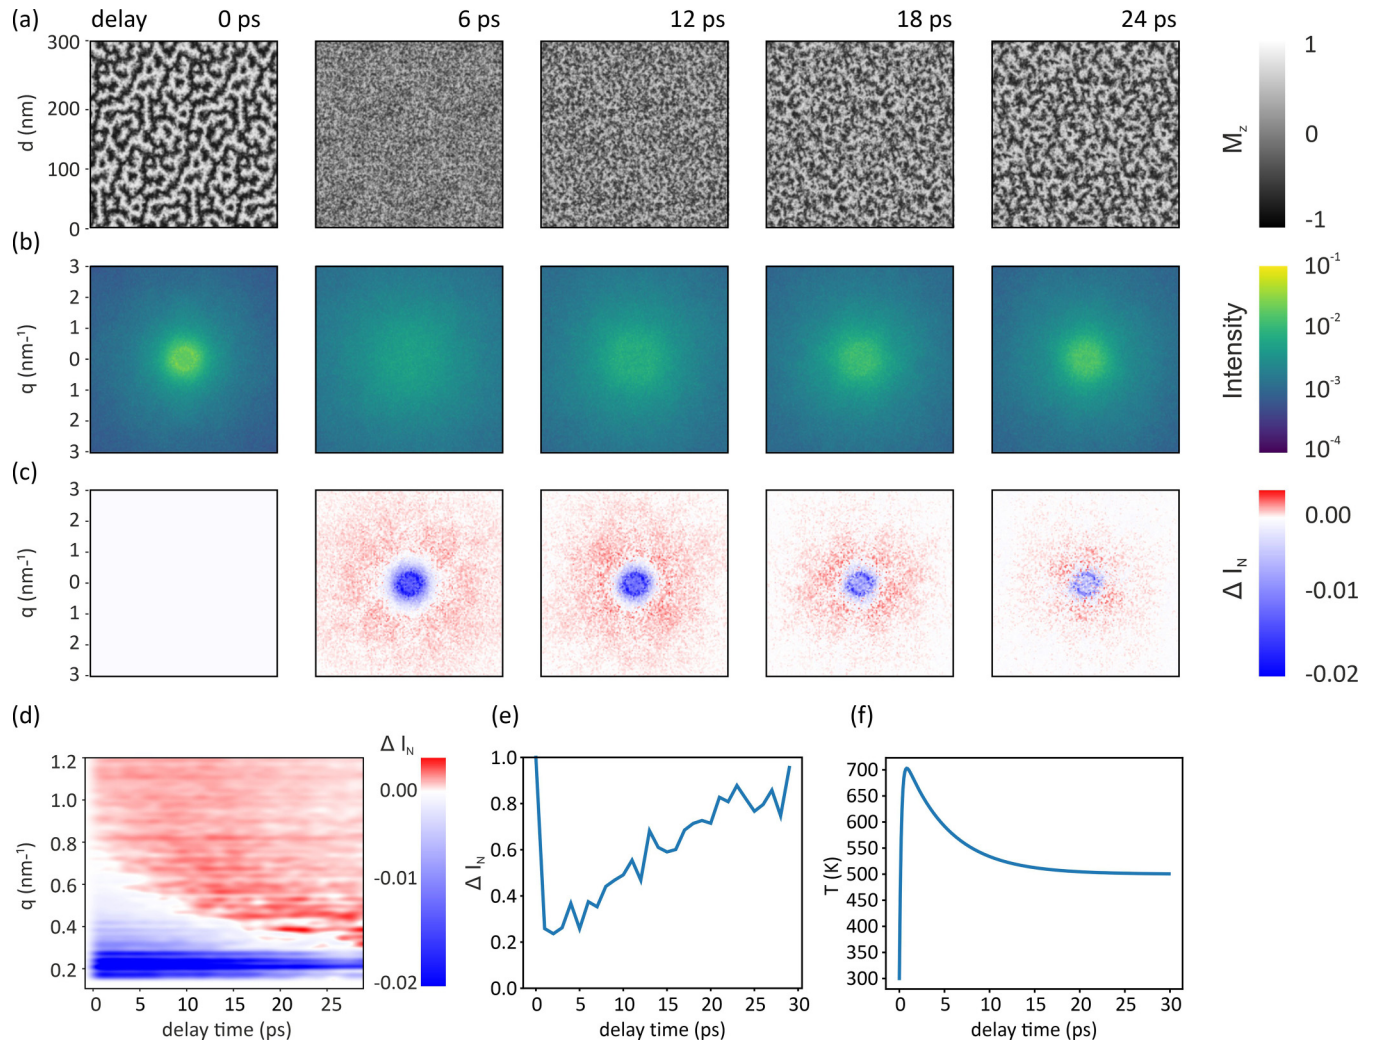 (a) delay 0 ps 6 ps 12 ps 18 ps 24 ps
300
200
100
0
d (nm)
1
0
-1
M_z
(b)
3
2
1
0
1
2
3
q (nm⁻¹)
10⁻¹
10⁻²
10⁻³
10⁻⁴
Intensity
(c)
3
2
1
0
1
2
3
q (nm⁻¹)
0.00
-0.01
-0.02
Δ I_N
(d)
Δ I_N
1.2
1.0
0.8
0.6
0.4
0.2
q (nm⁻¹)
0 5 10 15 20 25
delay time (ps)
0.00
-0.01
-0.02
(e)
1.0
0.8
0.6
0.4
0.2
0.0
Δ I_N
0 5 10 15 20 25 30
delay time (ps)
(f)
700
650
600
550
500
450
400
350
300
T (K)
0 5 10 15 20 25 30
delay time (ps)